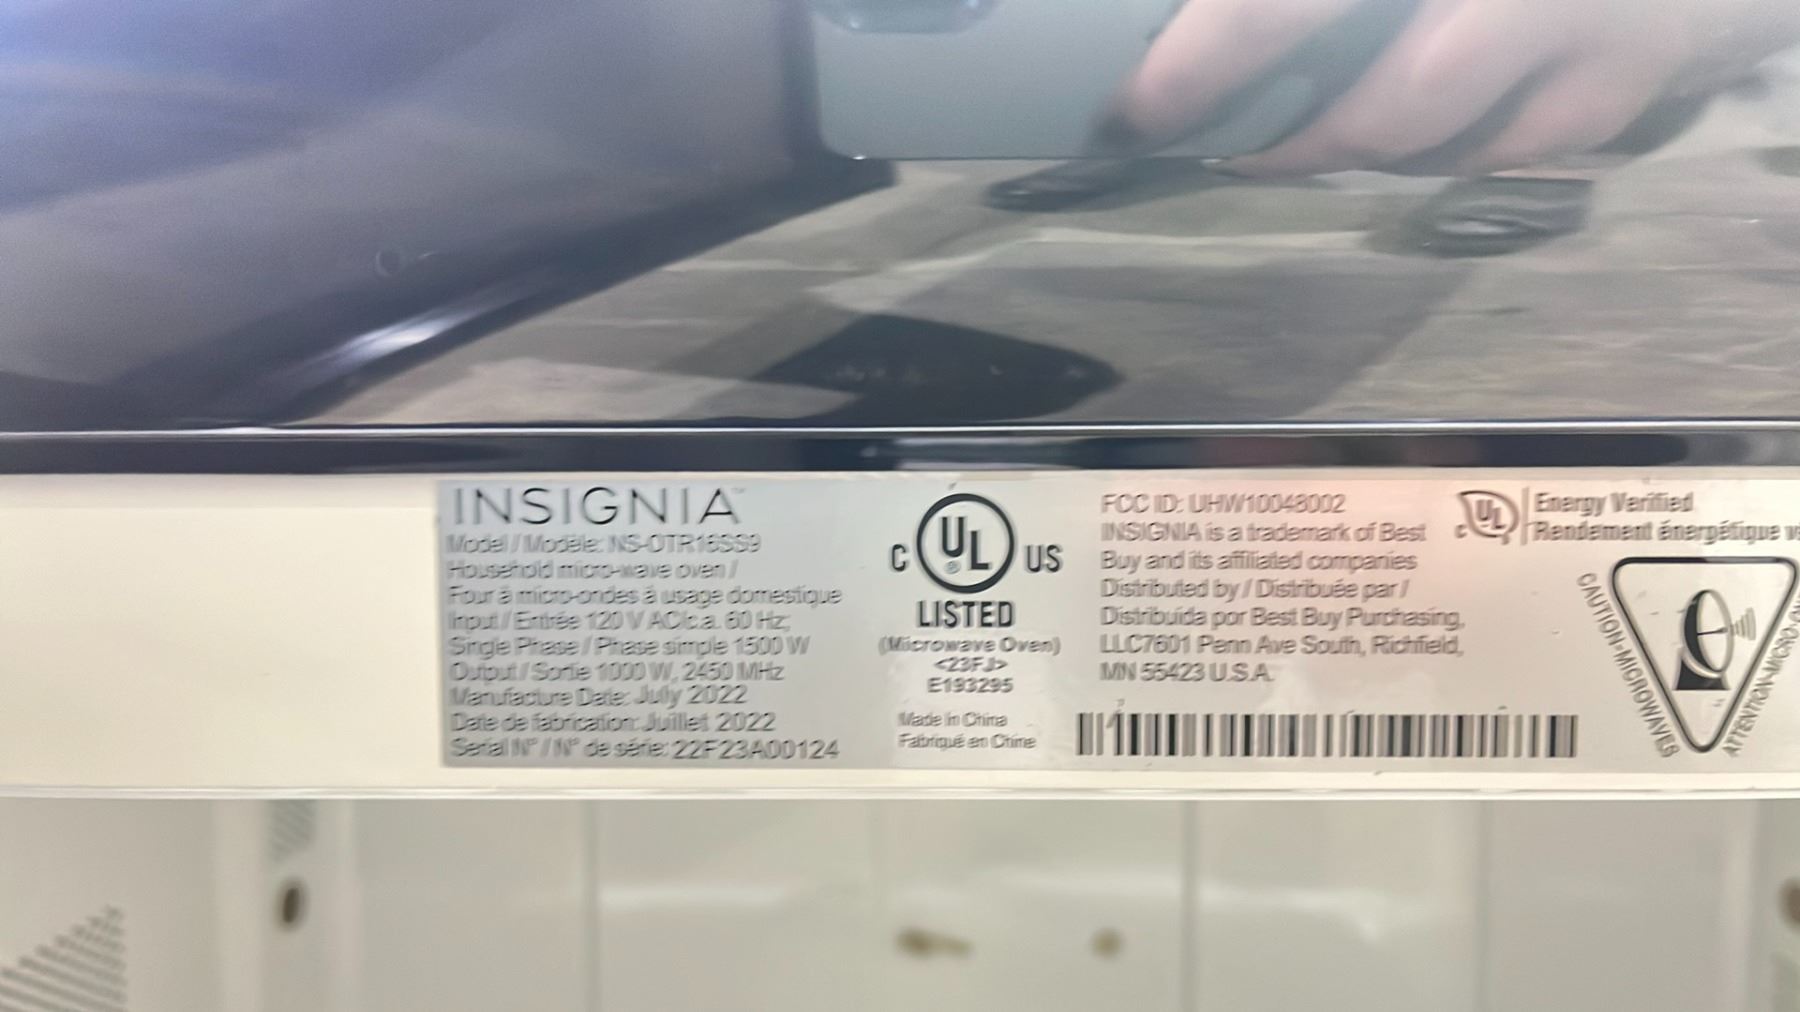 INSIGNIA™
Model / Modèle: NS-OTR16SS9
Household micro-wave oven /
Four à micro-ondes à usage domestique
Input / Entrée 120 V AC/c.a. 60 Hz,
Single Phase / Phase simple 1500 W
Output / Sortie 1000 W, 2450 MHz
Manufacture Date: July 2022
Date de fabrication: Juillet 2022
Serial N° / N° de série: 22F23A00124
C UL ® US
LISTED
(Microwave Oven)
<23FJ>
E193295
Made in China
Fabriqué en Chine
FCC ID: UHW10048002
INSIGNIA is a trademark of Best
Buy and its affiliated companies
Distributed by / Distribuée par /
Distribuida por Best Buy Purchasing,
LLC7601 Penn Ave South, Richfield,
MN 55423 U.S.A.
c UL
Energy Verified
Rendement énergétique
CAUTION=MICROWAVES